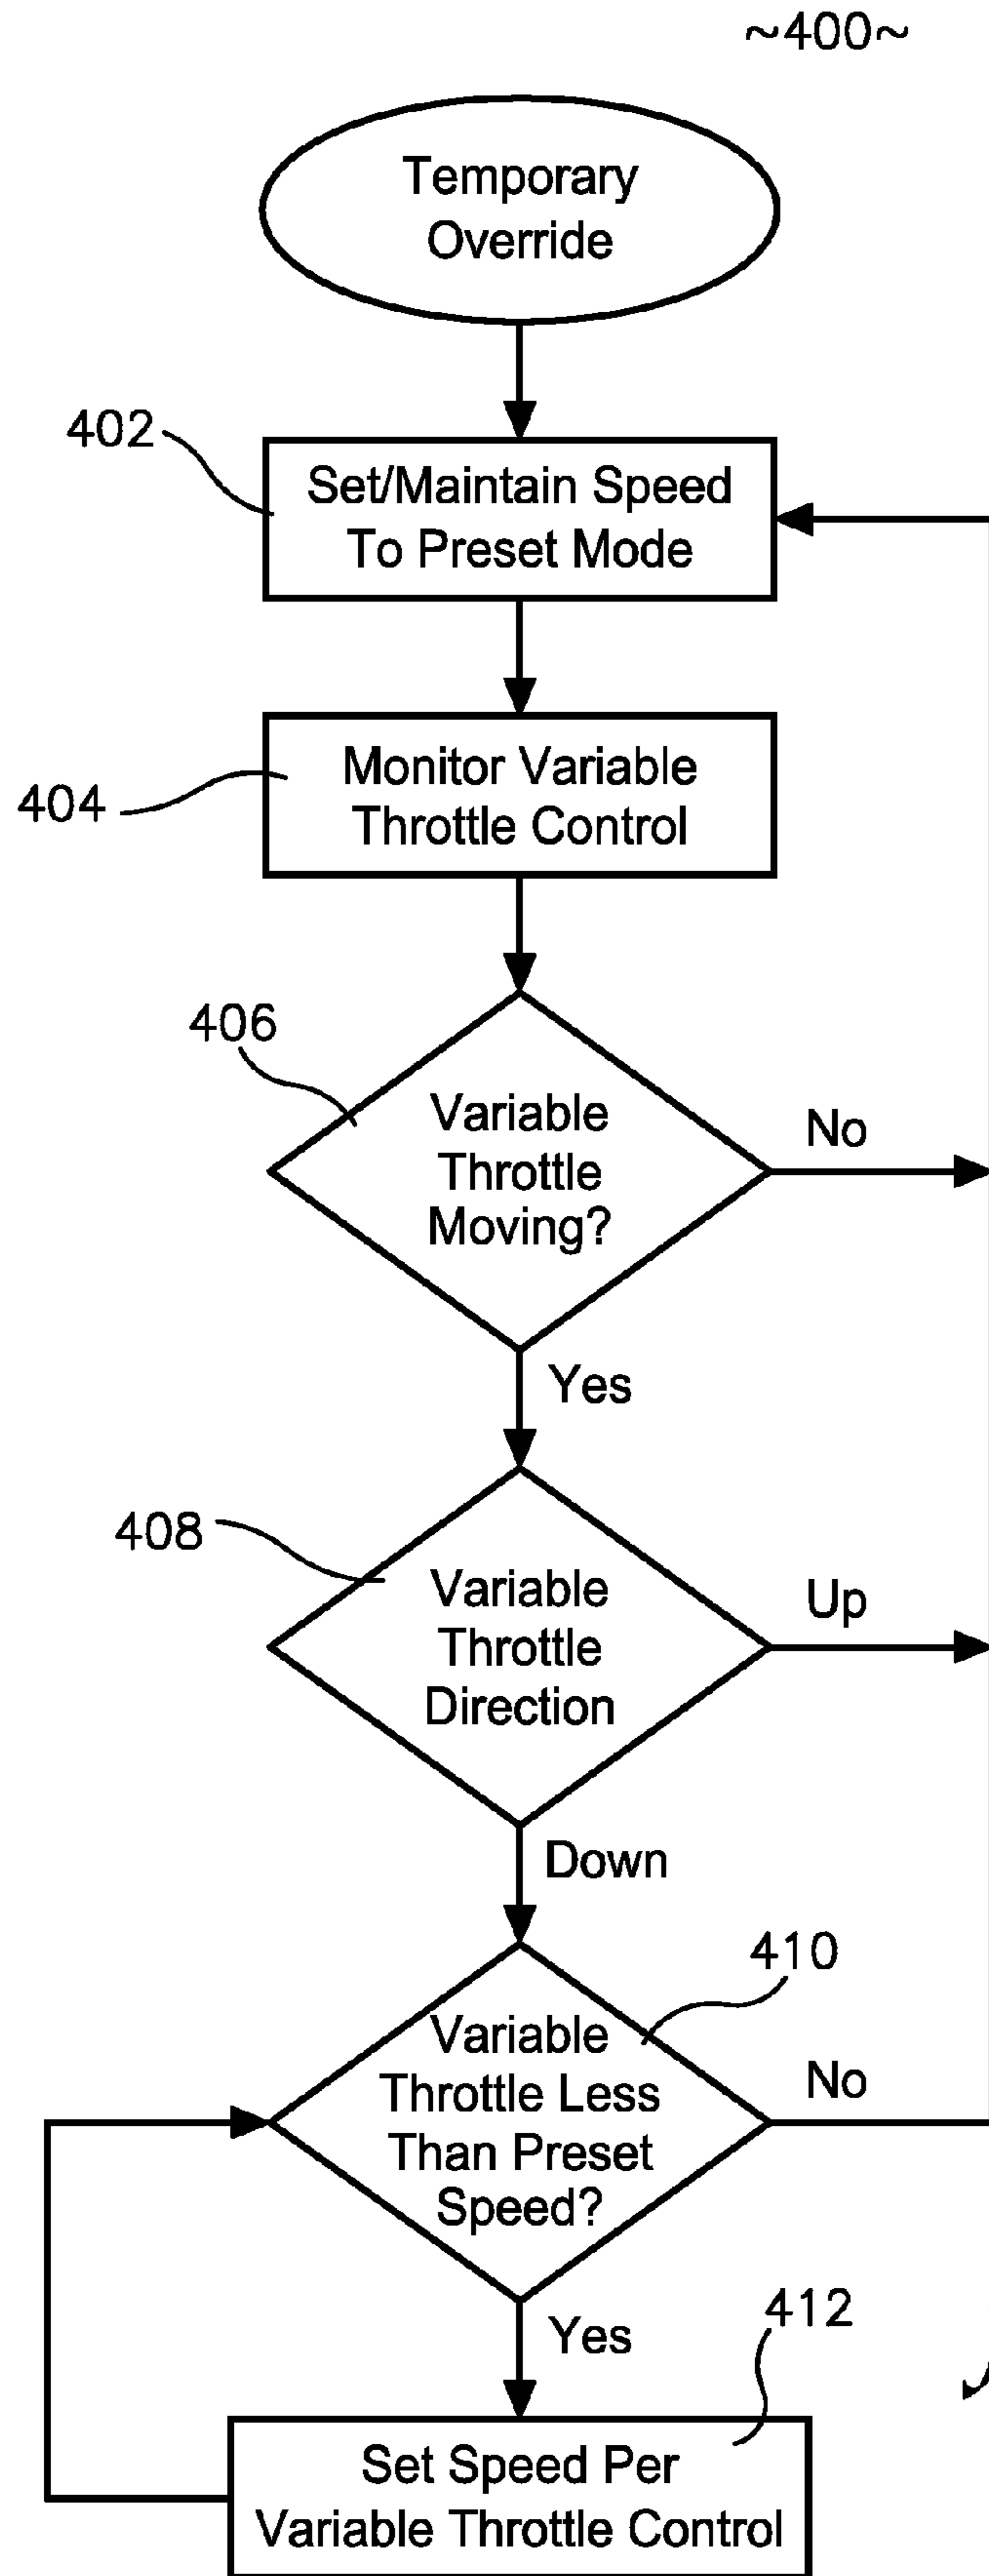 ~400~
Temporary
Override
402
Set/Maintain Speed
To Preset Mode
404
Monitor Variable
Throttle Control
406
Variable
Throttle
Moving?
No
Yes
408
Variable
Throttle
Direction
Up
Down
410
Variable
Throttle Less
Than Preset
Speed?
No
Yes
412
Set Speed Per
Variable Throttle Control